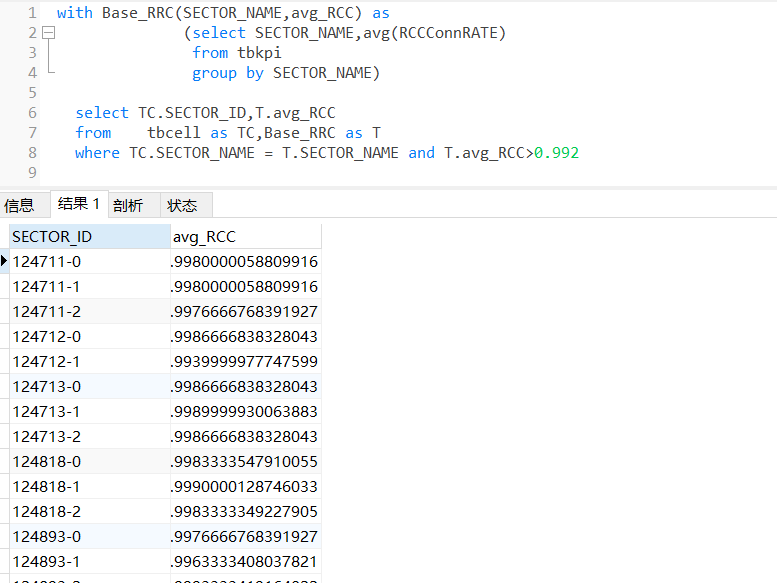 1 with Base_RRC(SECTOR_NAME,avg_RCC) as
2 (select SECTOR_NAME,avg(RCCConnRATE)
3 from tbkpi
4 group by SECTOR_NAME)
5
6 select TC.SECTOR_ID,T.avg_RCC
7 from tbcell as TC,Base_RRC as T
8 where TC.SECTOR_NAME = T.SECTOR_NAME and T.avg_RCC>0.992
9
信息 结果 1 剖析 状态
SECTOR_ID avg_RCC
124711-0 .9980000058809916
124711-1 .9980000058809916
124711-2 .9976666768391927
124712-0 .9986666838328043
124712-1 .9939999977747599
124713-0 .9986666838328043
124713-1 .9989999930063883
124713-2 .9986666838328043
124818-0 .9983333547910055
124818-1 .9990000128746033
124818-2 .9983333349227905
124893-0 .9976666768391927
124893-1 .9963333408037821